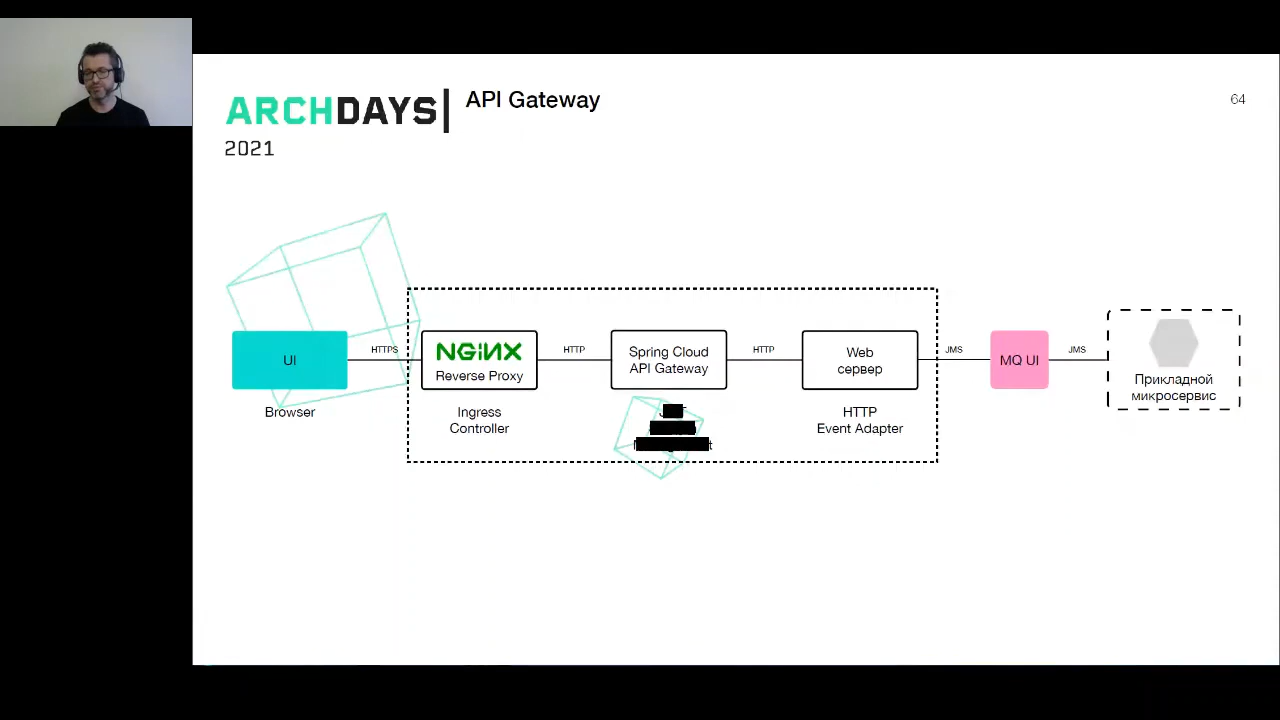 ARCHDAYS
API Gateway
64
2021
UI
HTTPS
NGINX
Reverse Proxy
HTTP
Spring Cloud
API Gateway
HTTP
Web
сервер
JMS
MQ UI
JMS
Прикладной
микросервис
Browser
Ingress
Controller
HTTP
Event Adapter